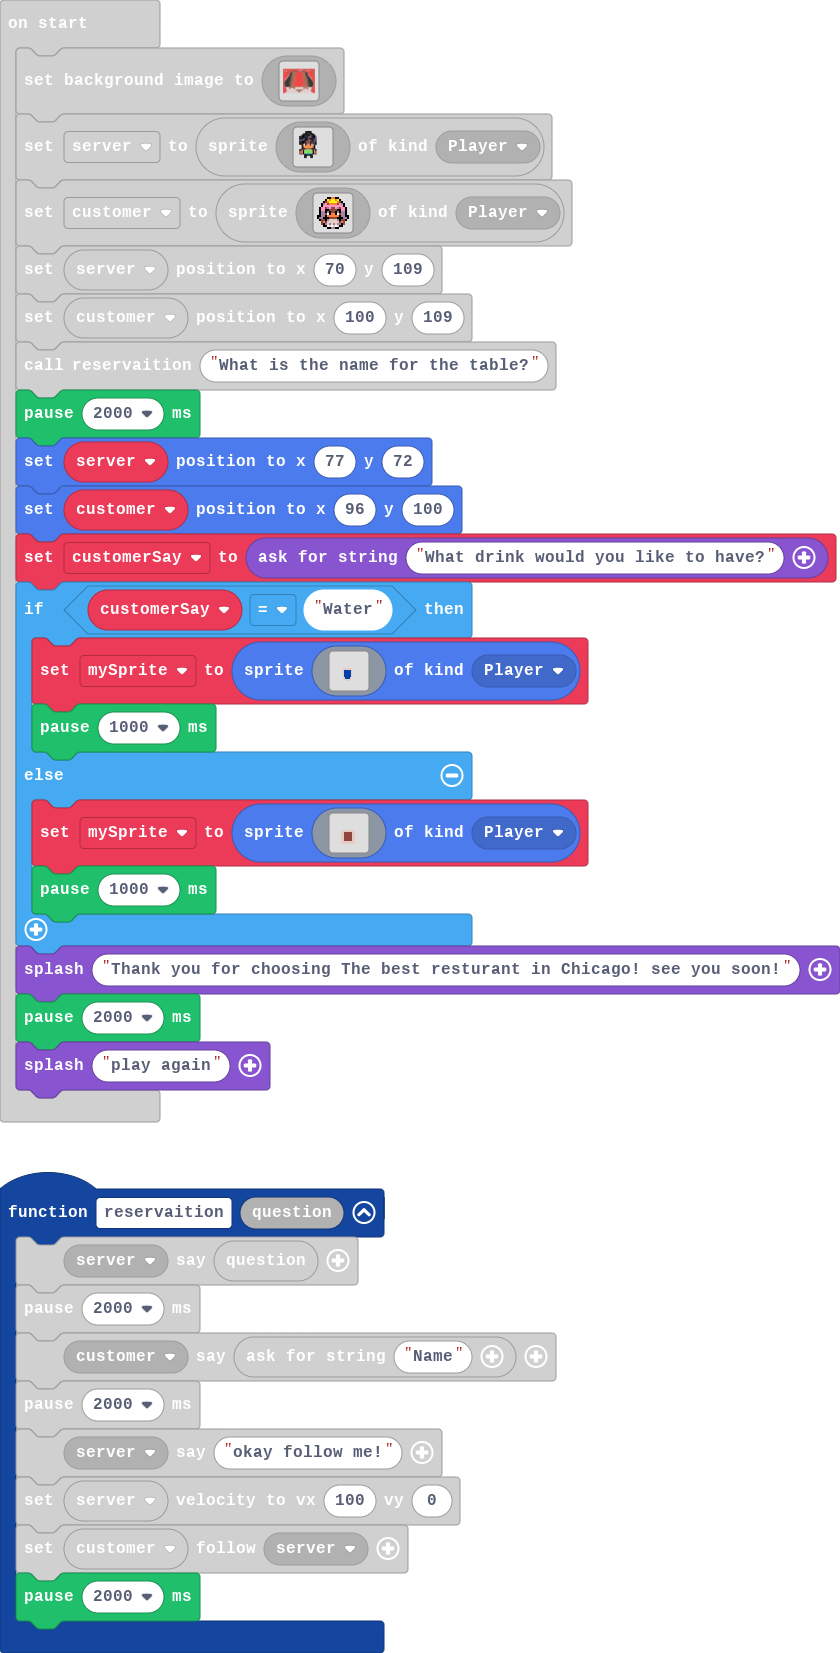 on start
set background image to
set server to sprite of kind Player
set customer to sprite of kind Player
set server position to x 70 y 109
set customer position to x 100 y 109
call reservaition "What is the name for the table?"
pause 2000 ms
set server position to x 77 y 72
set customer position to x 96 y 100
set customerSay to ask for string "What drink would you like to have?"
if customerSay = "Water" then
set mySprite to sprite of kind Player
pause 1000 ms
else
set mySprite to sprite of kind Player
pause 1000 ms
splash "Thank you for choosing The best resturant in Chicago! see you soon!"
pause 2000 ms
splash "play again"
function reservaition question
server say question
pause 2000 ms
customer say ask for string "Name"
pause 2000 ms
server say "okay follow me!"
set server velocity to vx 100 vy 0
set customer follow server
pause 2000 ms